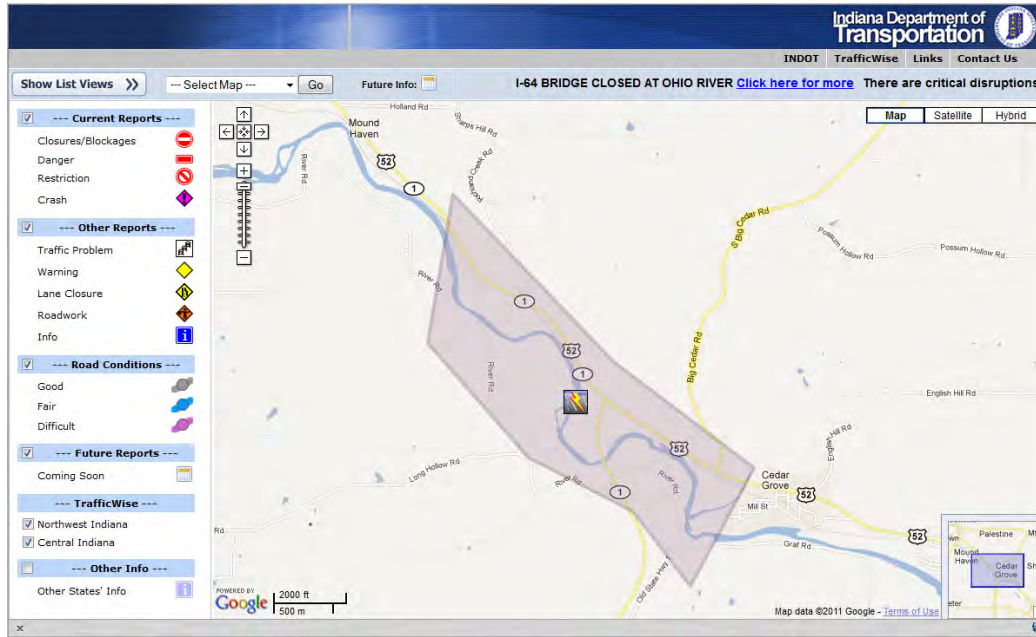 Indiana Department of
Transportation
INDOT TrafficWise Links Contact Us
Show List Views
--- Select Map ---
Go
Future Info:
I-64 BRIDGE CLOSED AT OHIO RIVER Click here for more There are critical disruptions
--- Current Reports ---
Closures/Blockages
Danger
Restriction
Crash
--- Other Reports ---
Traffic Problem
Warning
Lane Closure
Roadwork
Info
--- Road Conditions ---
Good
Fair
Difficult
--- Future Reports ---
Coming Soon
--- TrafficWise ---
Northwest Indiana
Central Indiana
--- Other Info ---
Other States' Info
Map Satellite Hybrid
Holland Rd
Sharps Hill Rd
Mound
Haven
River Rd
52
1
S Big Cedar Rd
Possum Hollow Rd
Possum Hollow Rd
River Rd
1
52
River Rd
1
Big Cedar Rd
English Hill Rd
English Hill Rd
52
Long Hollow Rd
River Rd
River Rd
Cedar
Grove
1
52
Mill St
Rd
52
Graf Rd
Old State Hwy
Palestine
Mound
Haven
Cedar
Grove
POWERED BY
Google
2000 ft
500 m
Map data ©2011 Google - Terms of Use